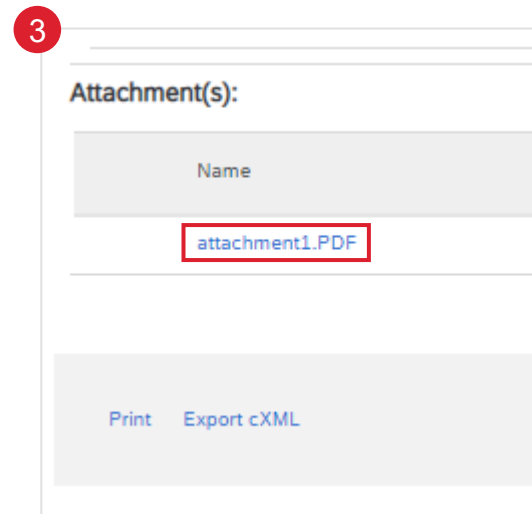 3
Attachment(s):
Name
attachment1.PDF
Print Export cXML